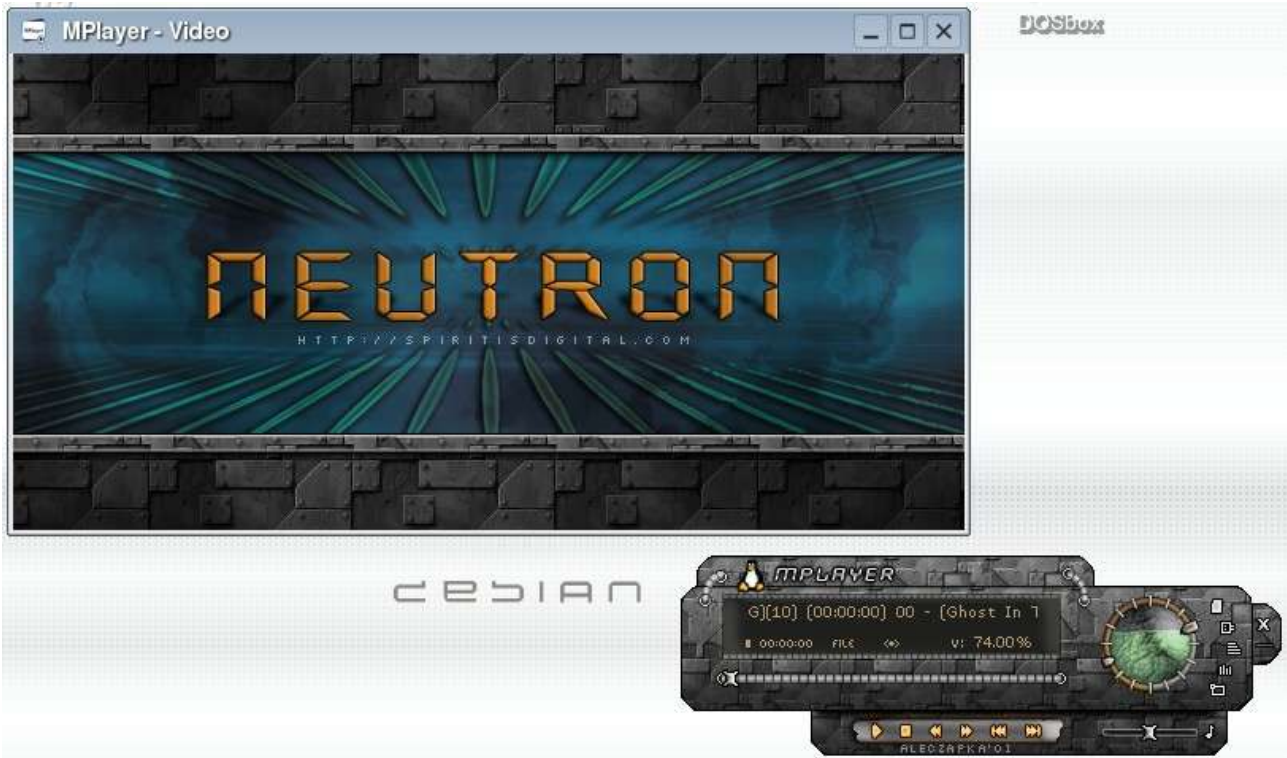 MPlayer - Video
DOSbox
NEUTRON
HTTP://SPIRITISDIGITAL.COM
DEBIAN
MPLAYER
G](10) (00:00:00) 00 - (Ghost In T
00:00:00 FILE <•> V: 74.00%
X
ALECZAPKA'01